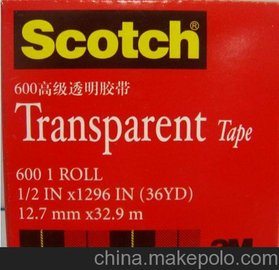 Scotch®
600高级透明胶带
Transparent Tape
600 1 ROLL
1/2 IN x1296 IN (36YD)
12.7 mm x32.9 m
3M
china.makepolo.com